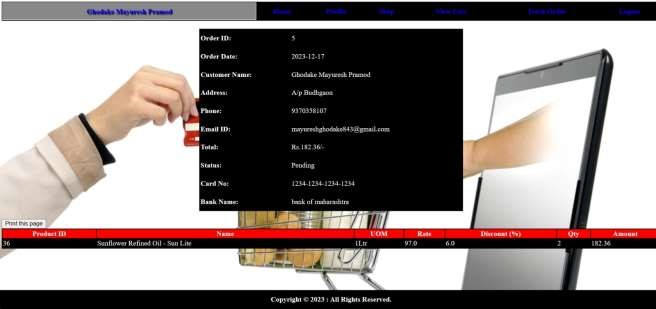 Ghodake Mayuresh Pramod Home Profile Shop View Cart Track Order Logout
Order ID: 5
Order Date: 2023-12-17
Customer Name: Ghodake Mayuresh Pramod
Address: A/p Budhgaon
Phone: 9370358107
Email ID: mayureshghodake843@gmail.com
Total: Rs.182.36/-
Status: Pending
Card No: 1234-1234-1234-1234
Bank Name: bank of maharashtra
Print this page
Product ID Name UOM Rate Discount (%) Qty Amount
36 Sunflower Refined Oil - Sun Lite 1Ltr 97.0 6.0 2 182.36
Copyright © 2023 : All Rights Reserved.